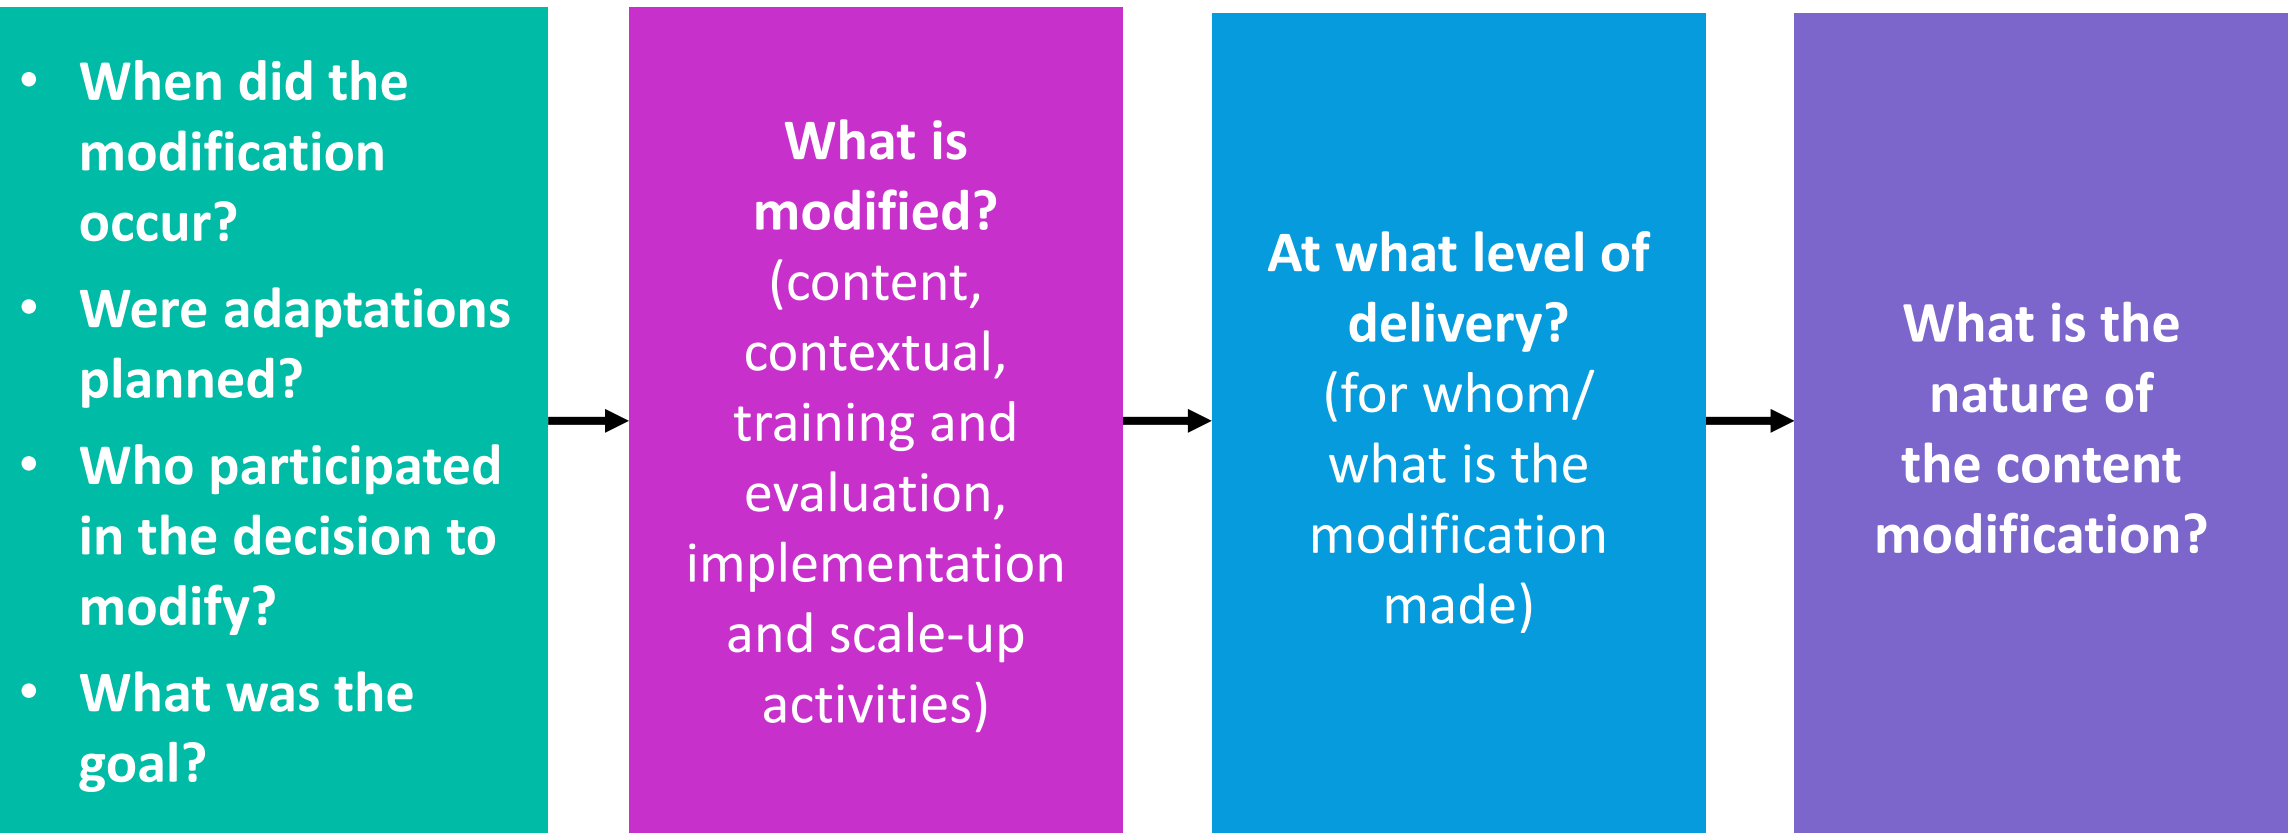 • When did the
modification
occur?
• Were adaptations
planned?
• Who participated
in the decision to
modify?
• What was the
goal?
What is
modified?
(content,
contextual,
training and
evaluation,
implementation
and scale-up
activities)
At what level of
delivery?
(for whom/
what is the
modification
made)
What is the
nature of
the content
modification?